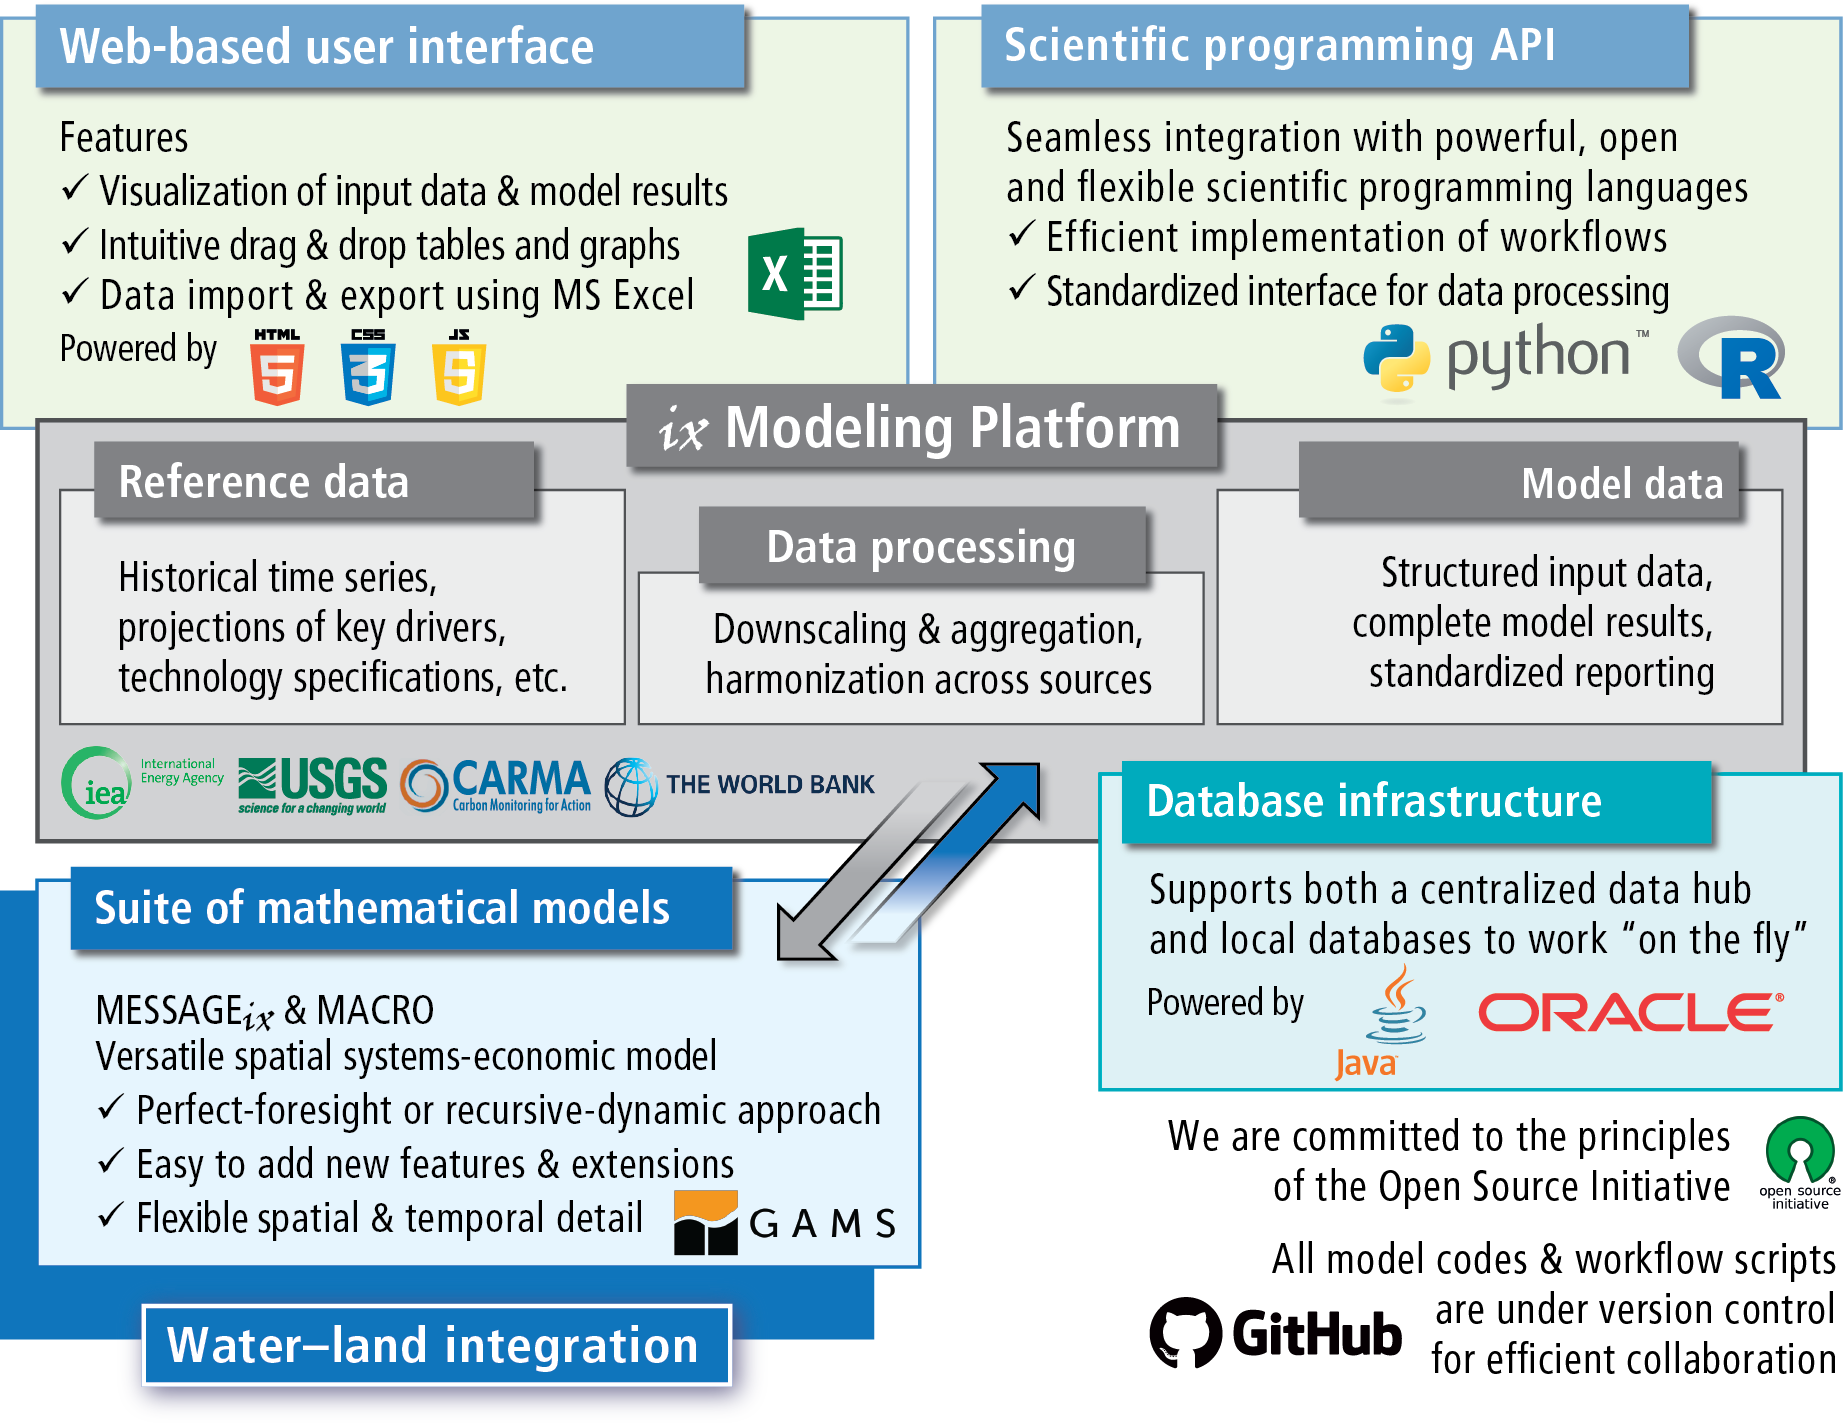 Web-based user interface
Features
✓ Visualization of input data & model results
✓ Intuitive drag & drop tables and graphs
✓ Data import & export using MS Excel
X
Powered by
HTML
5
CSS
3
JS
5
Scientific programming API
Seamless integration with powerful, open
and flexible scientific programming languages
✓ Efficient implementation of workflows
✓ Standardized interface for data processing
python™
R
ix Modeling Platform
Reference data
Historical time series,
projections of key drivers,
technology specifications, etc.
Data processing
Downscaling & aggregation,
harmonization across sources
Model data
Structured input data,
complete model results,
standardized reporting
iea
International
Energy Agency
USGS
science for a changing world
CARMA
Carbon Monitoring for Action
THE WORLD BANK
Suite of mathematical models
MESSAGEix & MACRO
Versatile spatial systems-economic model
✓ Perfect-foresight or recursive-dynamic approach
✓ Easy to add new features & extensions
✓ Flexible spatial & temporal detail
GAMS
Water–land integration
Database infrastructure
Supports both a centralized data hub
and local databases to work “on the fly”
Powered by
Java™
ORACLE®
We are committed to the principles
of the Open Source Initiative
®
open source
initiative
All model codes & workflow scripts
are under version control
for efficient collaboration
GitHub